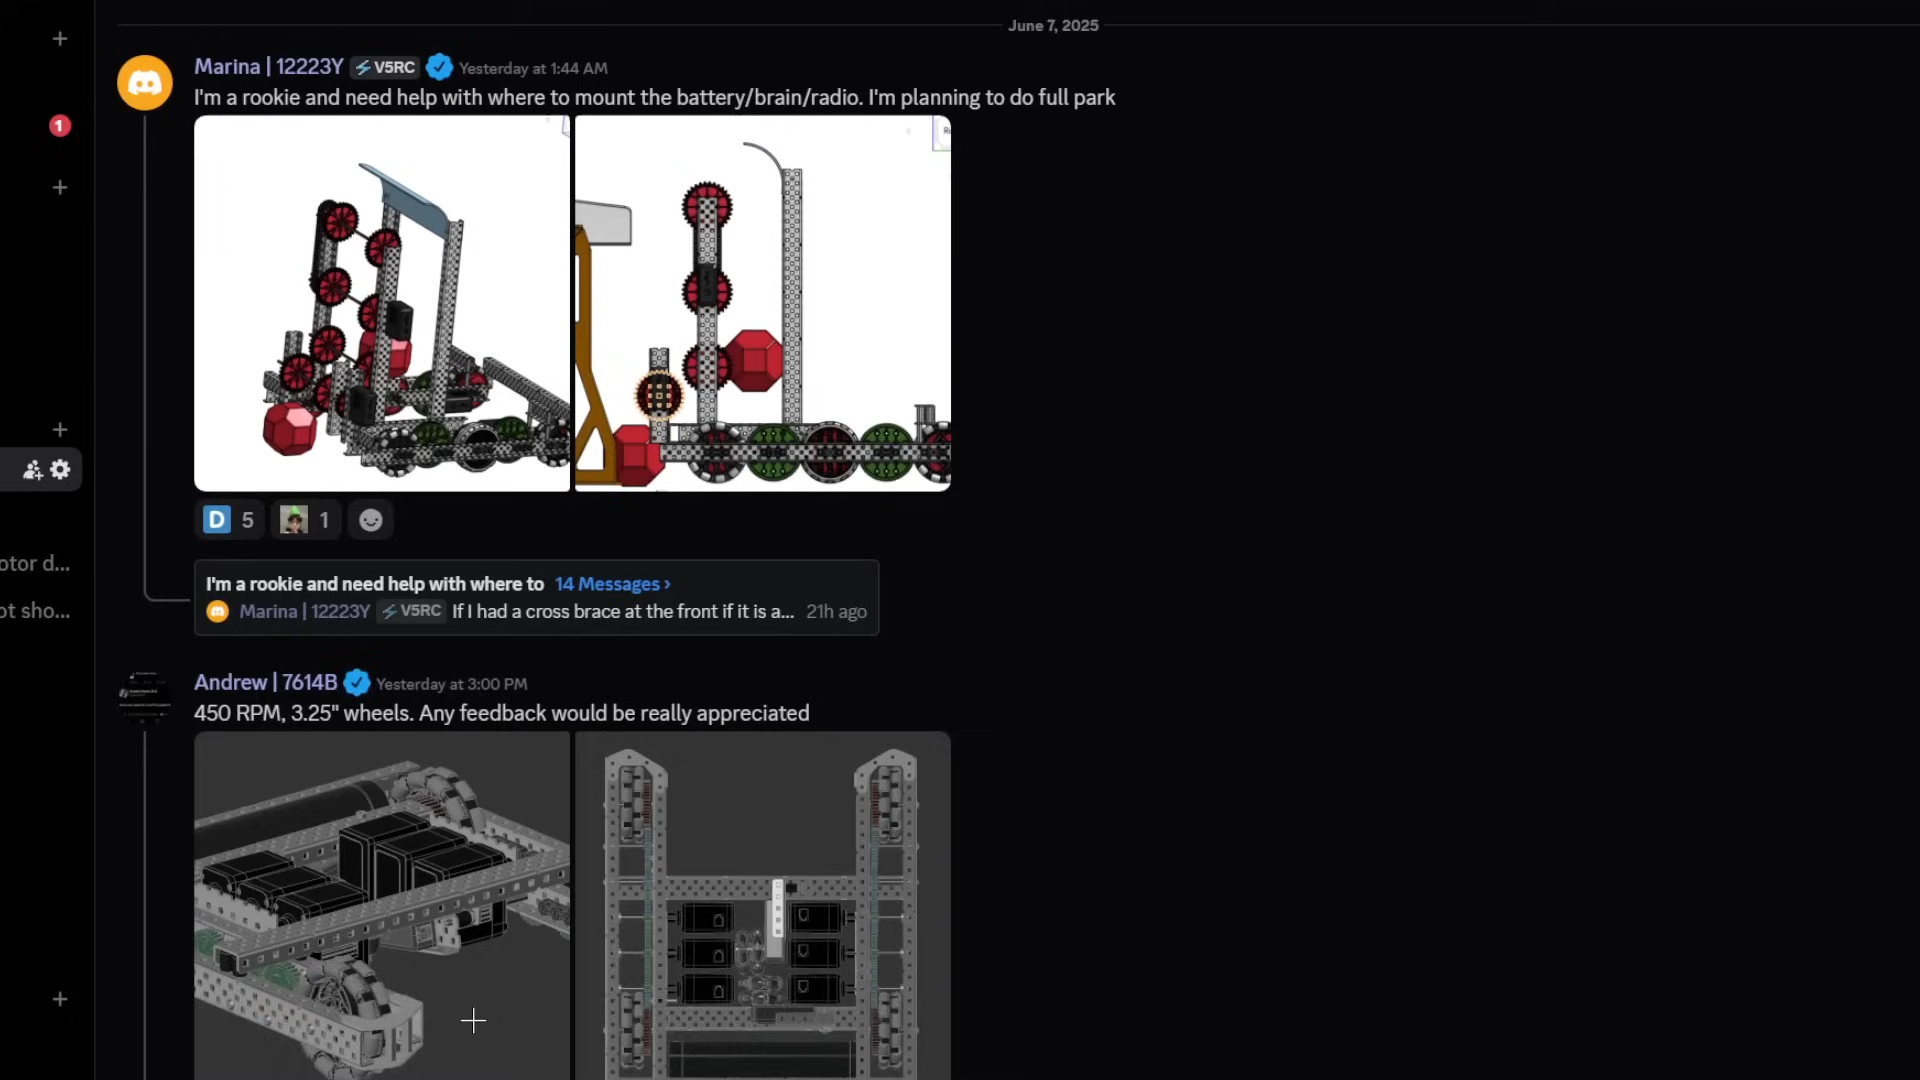 June 7, 2025
Marina | 12223Y V5RC Yesterday at 1:44 AM
I'm a rookie and need help with where to mount the battery/brain/radio. I'm planning to do full park
1
D 5 1
I'm a rookie and need help with where to 14 Messages ›
otor d...
Marina | 12223Y V5RC If I had a cross brace at the front if it is a... 21h ago
ot sho...
Andrew | 7614B Yesterday at 3:00 PM
450 RPM, 3.25" wheels. Any feedback would be really appreciated